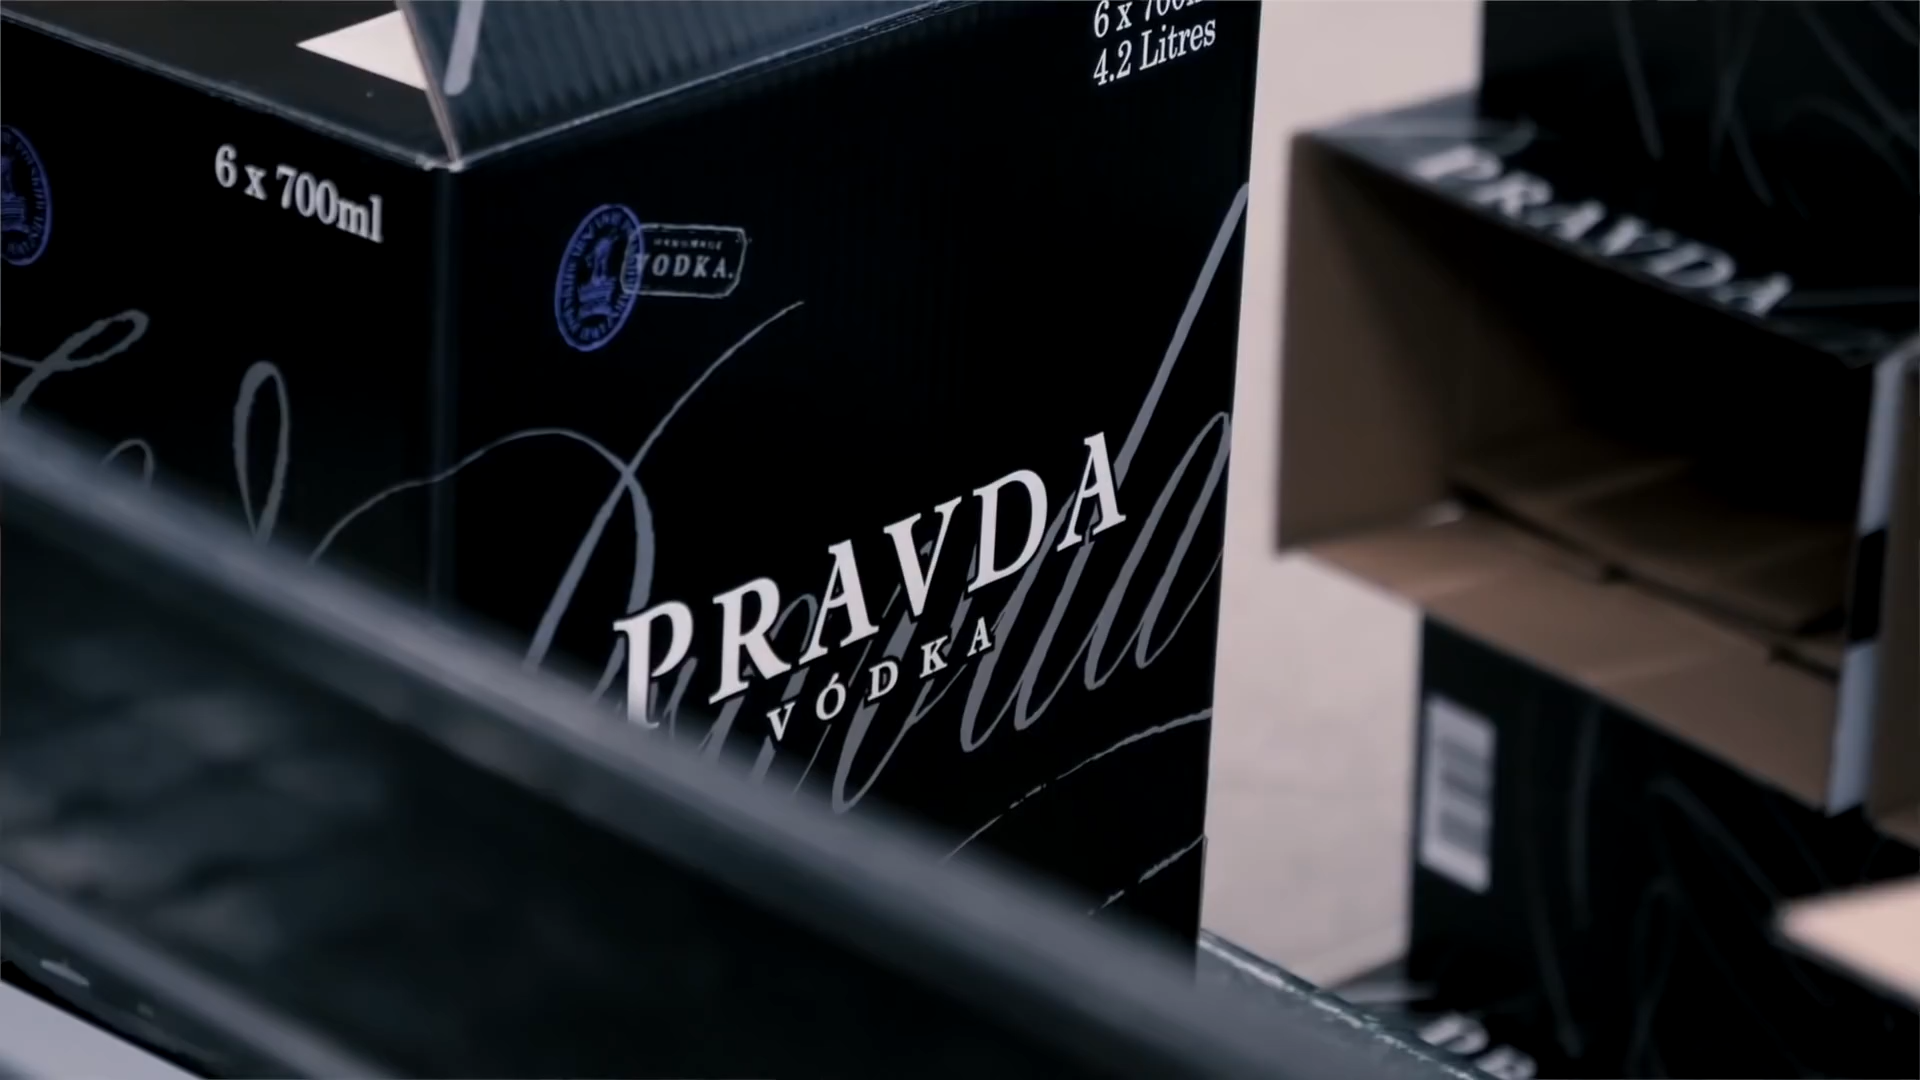 6 x 700ml
4.2 Litres
6 x 700ml
VODKA.
PRAVDA
VÓDKA
PRAVDA